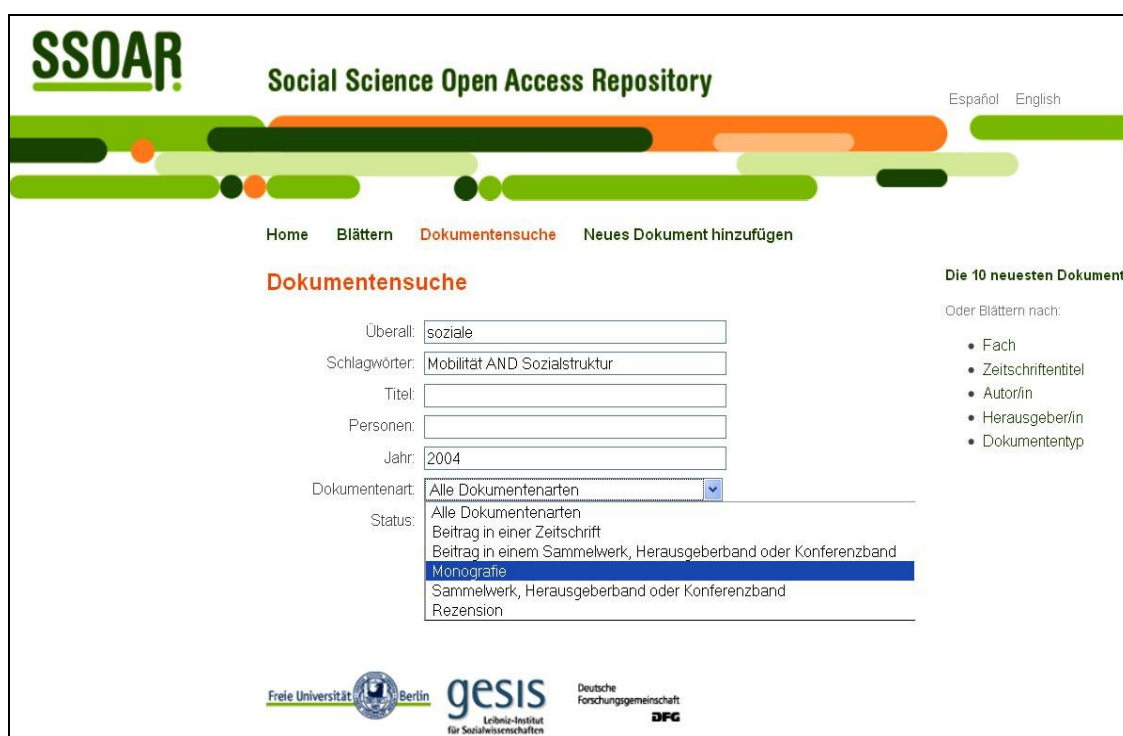 SSOAR
Social Science Open Access Repository
Español English
Home Blättern Dokumentensuche Neues Dokument hinzufügen
Dokumentensuche
Überall: soziale
Schlagwörter: Mobilität AND Sozialstruktur
Titel:
Personen:
Jahr: 2004
Dokumentenart: Alle Dokumentenarten
Status:
Alle Dokumentenarten
Beitrag in einer Zeitschrift
Beitrag in einem Sammelwerk, Herausgeberband oder Konferenzband
Monografie
Sammelwerk, Herausgeberband oder Konferenzband
Rezension
Die 10 neuesten Dokument
Oder Blättern nach:
Fach
Zeitschriftentitel
Autor/in
Herausgeber/in
Dokumententyp
Freie Universität Berlin
gesis
Leibniz-Institut
für Sozialwissenschaften
Deutsche
Forschungsgemeinschaft
DFG